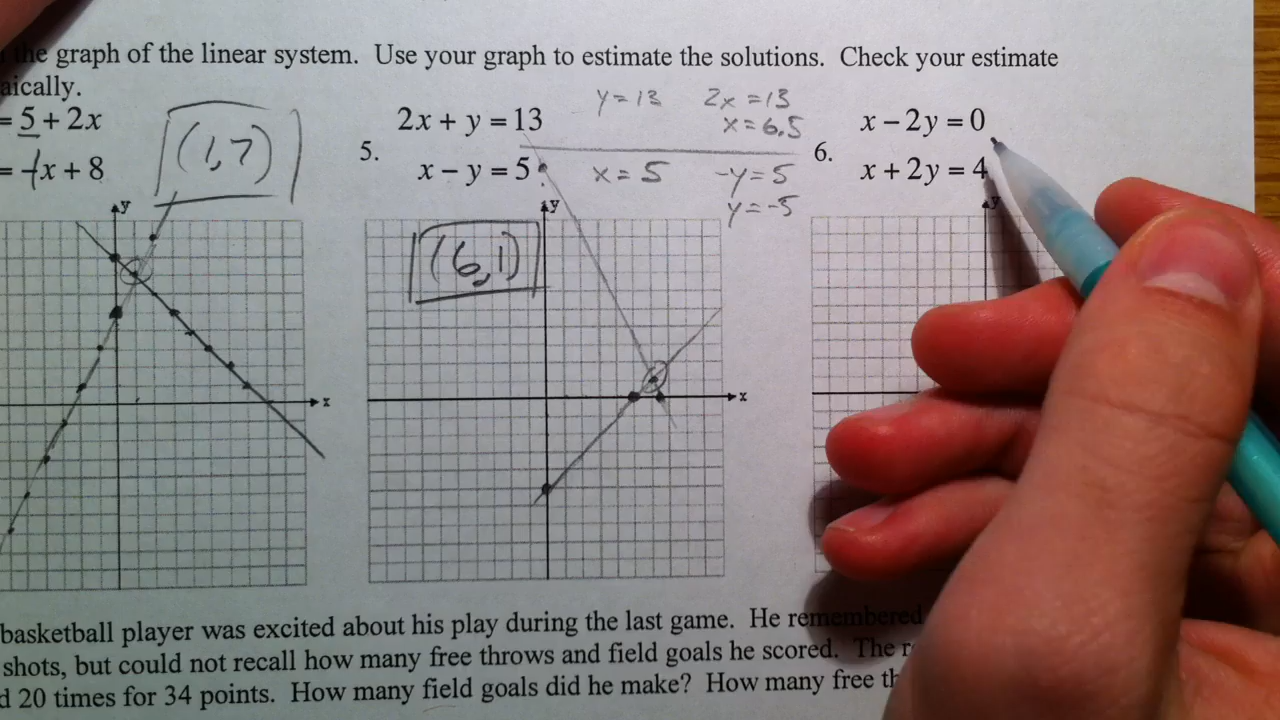 the graph of the linear system. Use your graph to estimate the solutions. Check your estimate
aically.
= 5 + 2x
= -x + 8
(1,7)
5.
2x + y = 13
x - y = 5
y = 13 2x = 13
x = 6.5
x = 5 -y = 5
y = -5
(6,1)
6.
x - 2y = 0
x + 2y = 4
y
x
y
x
y
basketball player was excited about his play during the last game. He remembered
shots, but could not recall how many free throws and field goals he scored. The
d 20 times for 34 points. How many field goals did he make? How many free